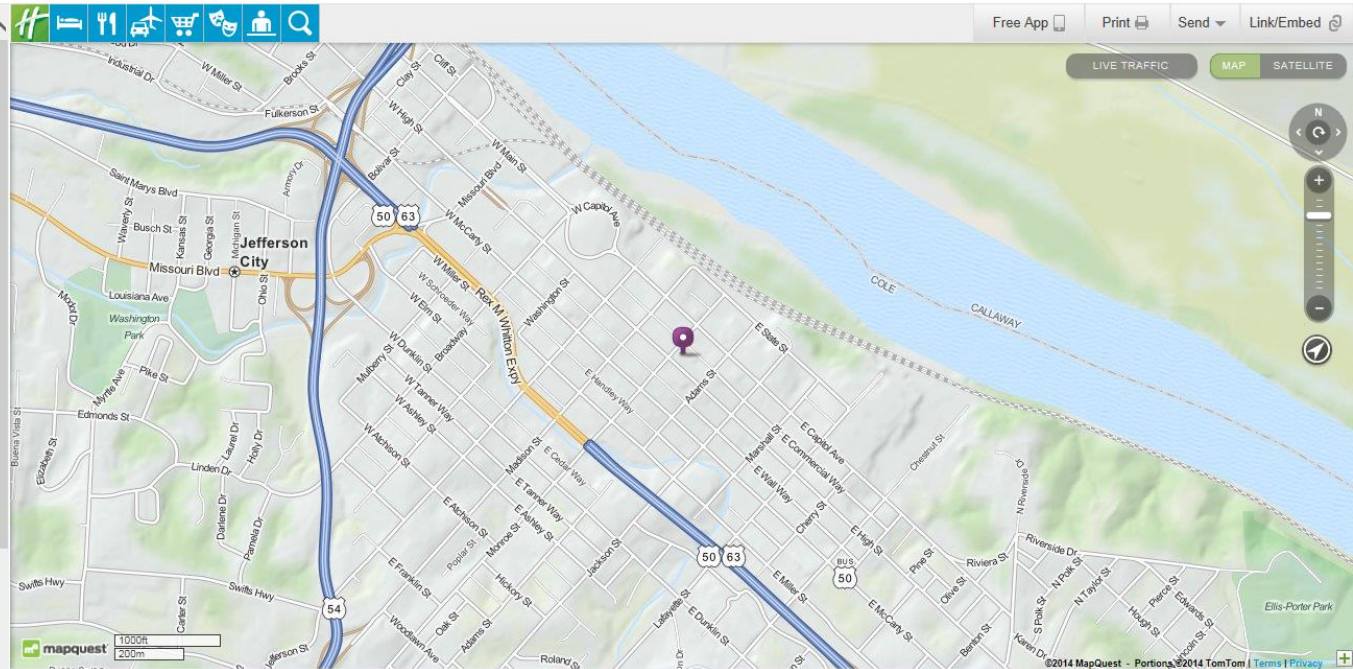 Free App
Print
Send
Link/Embed
LIVE TRAFFIC
MAP
SATELLITE
N
Industrial Dr
W Miller St
Brooks St
Clay St
Cliff St
Fulkerson St
W High St
Bolivar St
Missouri Blvd
W Main St
Armory Dr
Saint Marys Blvd
W Capitol Ave
50
63
W McCarty St
Waverly St
Busch St
Kansas St
Georgia St
Michigan St
Jefferson
City
Missouri Blvd
Ohio St
W Miller St
W Schroeder Way
W Elm St
Rex M Whitton Expy
Washington St
COLE
CALLAWAY
Louisiana Ave
Modot Dr
Washington
Park
Broadway
W Dunklin St
Mulberry St
E State St
Myrtle Ave
Pike St
W Tanner Way
E Handley Way
Adams St
Edmonds St
W Ashley St
Buena Vista St
Elizabeth St
Laurel Dr
Holly Dr
W Atchison St
Madison St
E Cedar Way
Marshall St
E Capitol Ave
E Commercial Way
Chestnut St
Linden Dr
E Wall Way
Darlene Dr
Pamela Dr
E Tanner Way
E Ashley St
E Atchison St
Monroe St
Cherry St
E High St
N Riverside Dr
Poplar St
Jackson St
50
63
BUS
50
Pine St
Riviera St
Riverside Dr
Swifts Hwy
Swifts Hwy
E Franklin St
Hickory St
E Miller St
Olive St
N Polk St
N Taylor St
Pierce St
Edwards St
Carter St
54
Oak St
Adams St
Lafayette St
E Dunklin St
E McCarty St
S Polk St
Hough St
Lincoln St
Ellis-Porter Park
Woodlawn Ave
Benton St
Karen Dr
mapquest
1000ft
200m
Jefferson St
Roland St
©2014 MapQuest - Portions ©2014 TomTom | Terms | Privacy